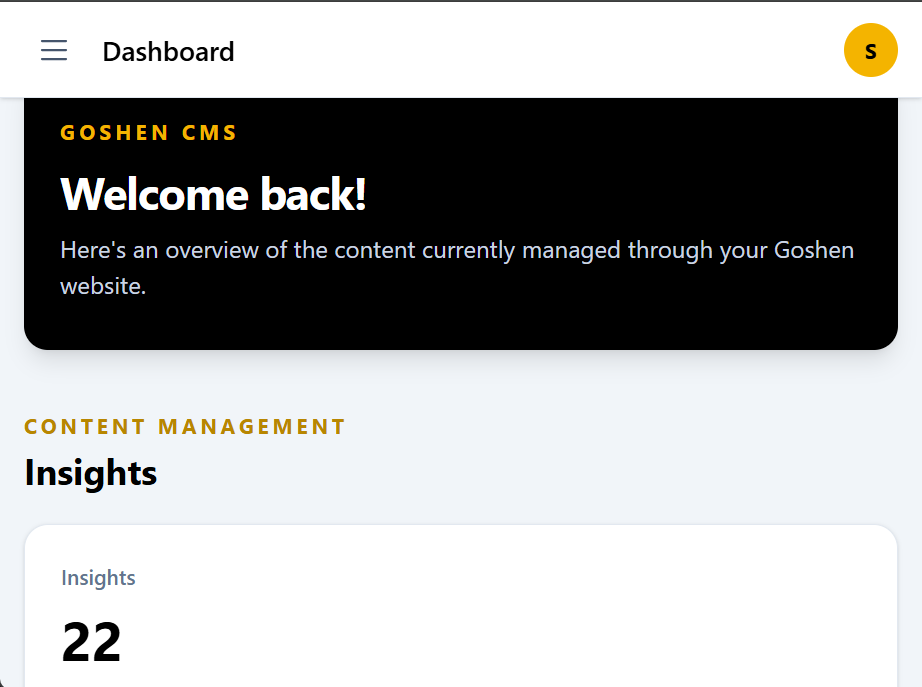 Dashboard
S
GOSHEN CMS
Welcome back!
Here's an overview of the content currently managed through your Goshen
website.
CONTENT MANAGEMENT
Insights
Insights
22